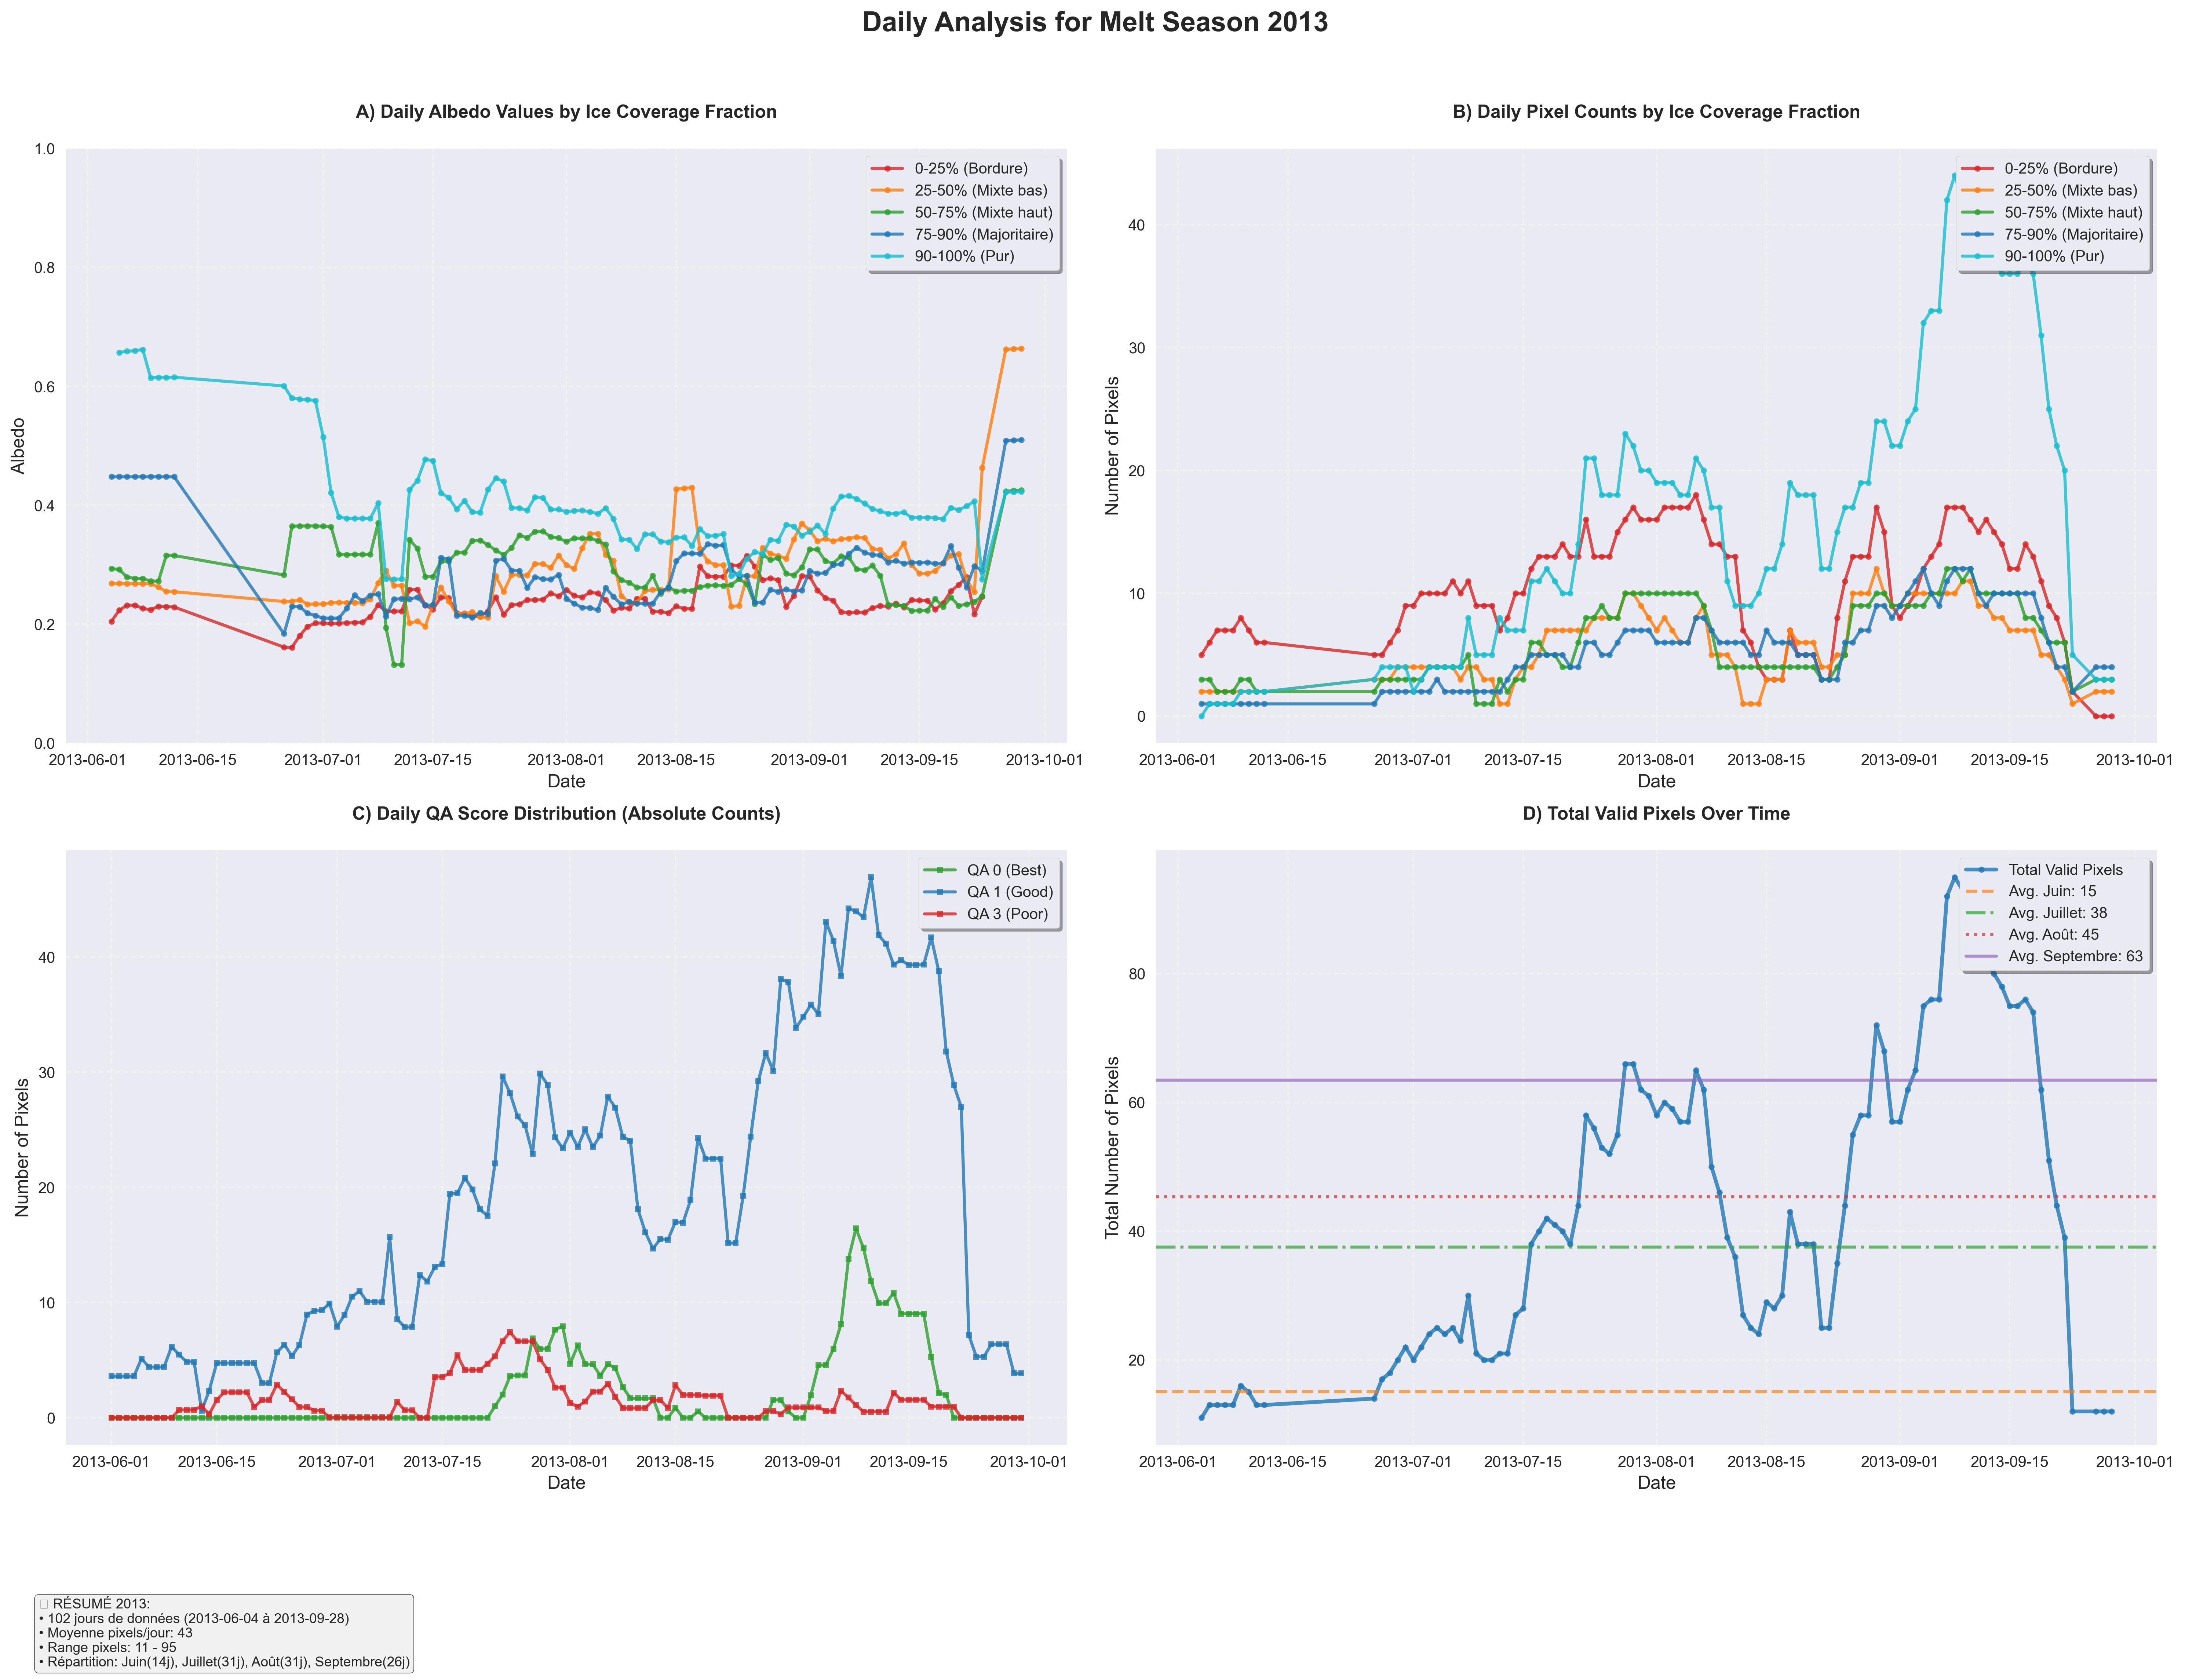 Daily Analysis for Melt Season 2013
A) Daily Albedo Values by Ice Coverage Fraction
1.0
0.8
0.6
0.4
0.2
0.0
Albedo
0-25% (Bordure)
25-50% (Mixte bas)
50-75% (Mixte haut)
75-90% (Majoritaire)
90-100% (Pur)
2013-06-01 2013-06-15 2013-07-01 2013-07-15 2013-08-01 2013-08-15 2013-09-01 2013-09-15 2013-10-01
Date
B) Daily Pixel Counts by Ice Coverage Fraction
40
30
20
10
0
Number of Pixels
0-25% (Bordure)
25-50% (Mixte bas)
50-75% (Mixte haut)
75-90% (Majoritaire)
90-100% (Pur)
2013-06-01 2013-06-15 2013-07-01 2013-07-15 2013-08-01 2013-08-15 2013-09-01 2013-09-15 2013-10-01
Date
C) Daily QA Score Distribution (Absolute Counts)
40
30
20
10
0
Number of Pixels
QA 0 (Best)
QA 1 (Good)
QA 3 (Poor)
2013-06-01 2013-06-15 2013-07-01 2013-07-15 2013-08-01 2013-08-15 2013-09-01 2013-09-15 2013-10-01
Date
D) Total Valid Pixels Over Time
80
60
40
20
Total Number of Pixels
Total Valid Pixels
Avg. Juin: 15
Avg. Juillet: 38
Avg. Août: 45
Avg. Septembre: 63
2013-06-01 2013-06-15 2013-07-01 2013-07-15 2013-08-01 2013-08-15 2013-09-01 2013-09-15 2013-10-01
Date
RÉSUMÉ 2013:
• 102 jours de données (2013-06-04 à 2013-09-28)
• Moyenne pixels/jour: 43
• Range pixels: 11 - 95
• Répartition: Juin(14j), Juillet(31j), Août(31j), Septembre(26j)